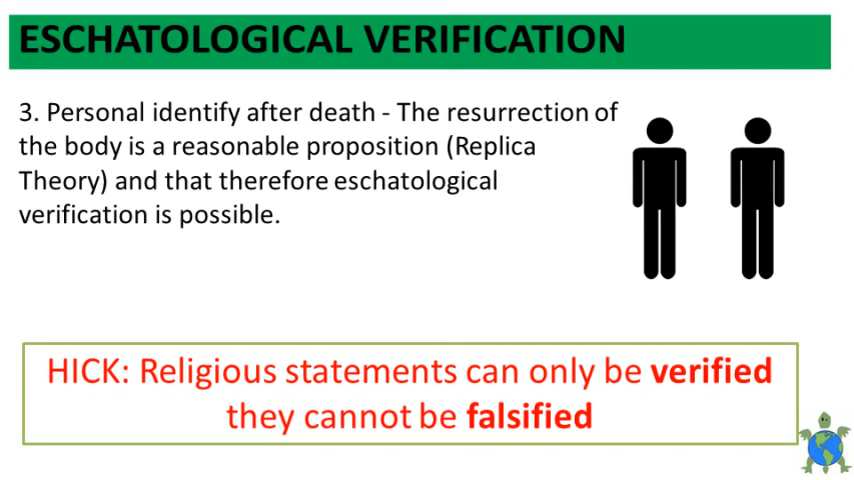 ESCHATOLOGICAL VERIFICATION
3. Personal identify after death - The resurrection of
the body is a reasonable proposition (Replica
Theory) and that therefore eschatological
verification is possible.
HICK: Religious statements can only be verified
they cannot be falsified